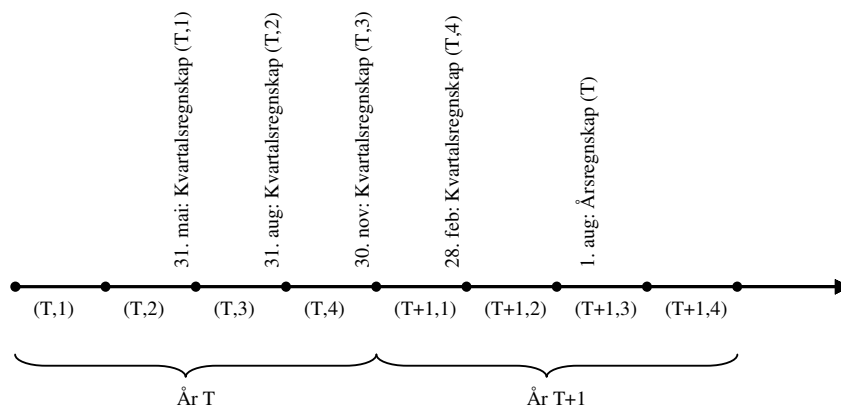 31. mai: Kvartalsregnskap (T,1)
31. aug: Kvartalsregnskap (T,2)
30. nov: Kvartalsregnskap (T,3)
28. feb: Kvartalsregnskap (T,4)
1. aug: Årsregnskap (T)
(T,1)
(T,2)
(T,3)
(T,4)
(T+1,1)
(T+1,2)
(T+1,3)
(T+1,4)
År T
År T+1